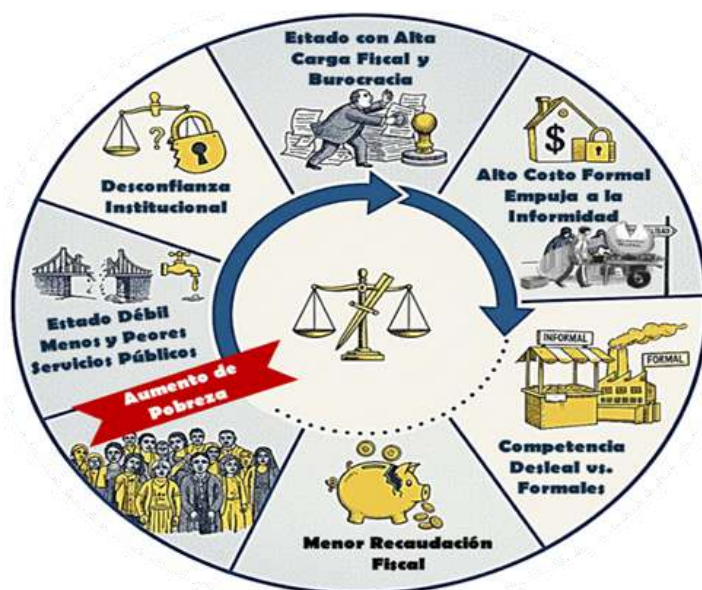 Estado con Alta
Carga Fiscal y
Burocracia
Alto Costo Formal
Empuja a la
Informidad
INFORMAL
FORMAL
Competencia
Desleal vs.
Formales
Menor Recaudación
Fiscal
Aumento de
Pobreza
Estado Débil
Menos y Peores
Servicios Públicos
Desconfianza
Institucional
?
$